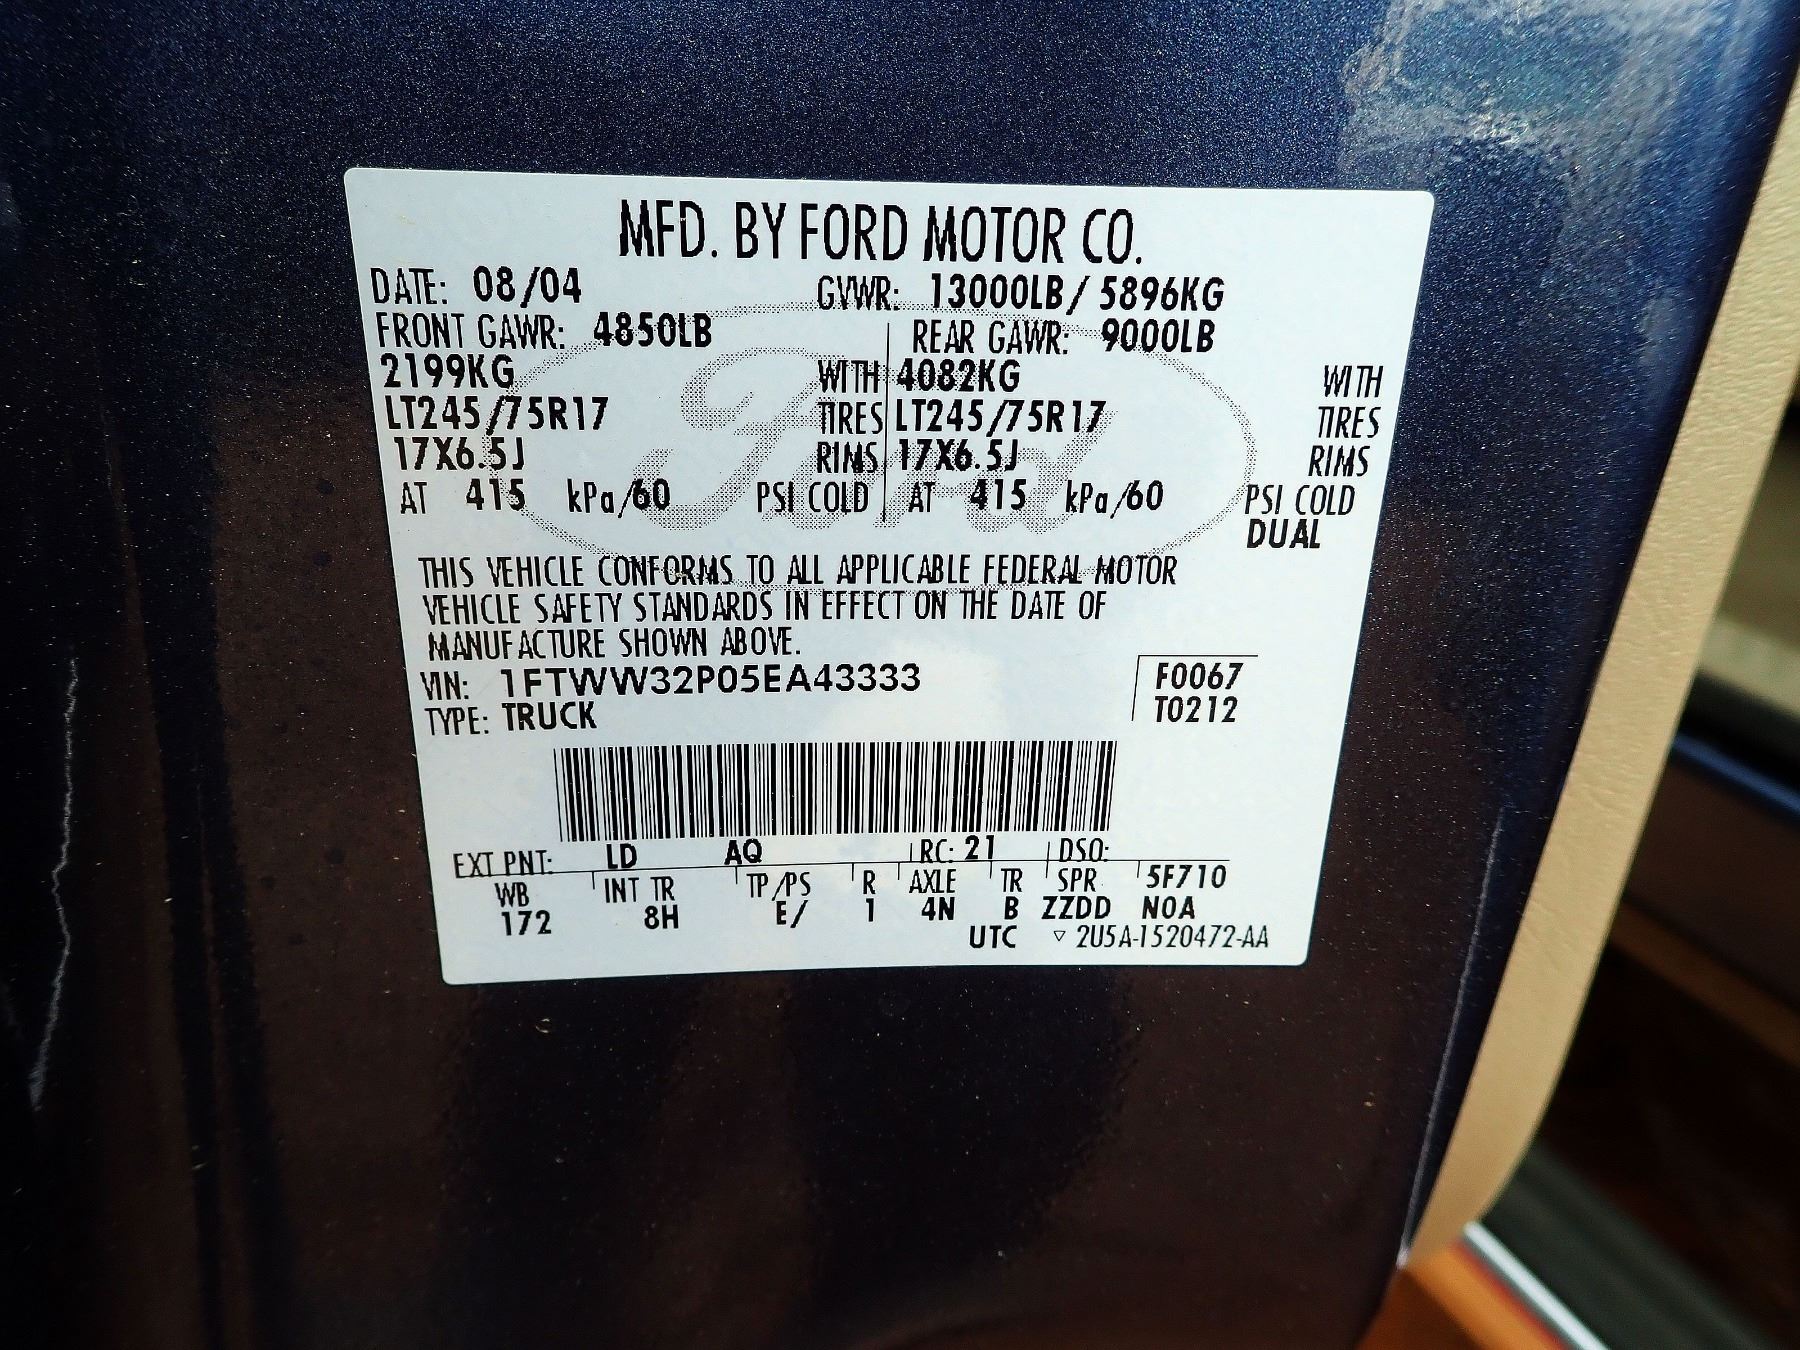 MFD. BY FORD MOTOR CO.
DATE: 08/04 GVWR: 13000LB/ 5896KG
FRONT GAWR: 4850LB REAR GAWR: 9000LB
2199KG WITH 4082KG WITH
LT245/75R17 TIRES LT245/75R17 TIRES
17X6.5J RIMS 17X6.5J RIMS
AT 415 kPa/60 PSI COLD AT 415 kPa/60 PSI COLD
DUAL
Ford
THIS VEHICLE CONFORMS TO ALL APPLICABLE FEDERAL MOTOR
VEHICLE SAFETY STANDARDS IN EFFECT ON THE DATE OF
MANUFACTURE SHOWN ABOVE.
VIN: 1FTWW32P05EA43333 F0067
TYPE: TRUCK T0212
EXT PNT: LD AQ RC: 21 DSO:
WB INT TR TP/PS R AXLE TR SPR 5F710
172 8H E/ 1 4N B ZZDD N0A
UTC ▽ 2U5A-1520472-AA